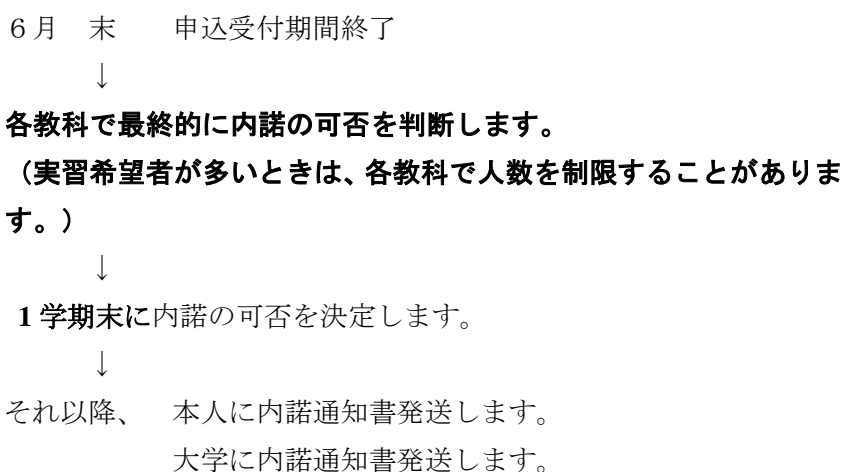 ６月　末　　申込受付期間終了
↓
各教科で最終的に内諾の可否を判断します。
（実習希望者が多いときは、各教科で人数を制限することがありま
す。）
↓
１学期末に内諾の可否を決定します。
↓
それ以降、　本人に内諾通知書発送します。
大学に内諾通知書発送します。